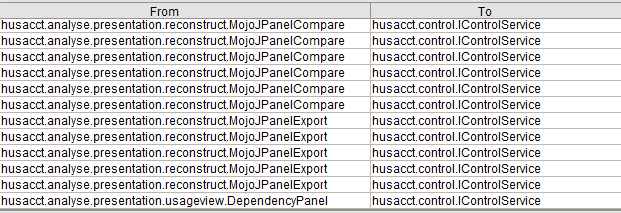 From To
husacct.analyse.presentation.reconstruct.MojoJPanelCompare husacct.control.IControlService
husacct.analyse.presentation.reconstruct.MojoJPanelCompare husacct.control.IControlService
husacct.analyse.presentation.reconstruct.MojoJPanelCompare husacct.control.IControlService
husacct.analyse.presentation.reconstruct.MojoJPanelCompare husacct.control.IControlService
husacct.analyse.presentation.reconstruct.MojoJPanelCompare husacct.control.IControlService
husacct.analyse.presentation.reconstruct.MojoJPanelCompare husacct.control.IControlService
husacct.analyse.presentation.reconstruct.MojoJPanelExport husacct.control.IControlService
husacct.analyse.presentation.reconstruct.MojoJPanelExport husacct.control.IControlService
husacct.analyse.presentation.reconstruct.MojoJPanelExport husacct.control.IControlService
husacct.analyse.presentation.reconstruct.MojoJPanelExport husacct.control.IControlService
husacct.analyse.presentation.reconstruct.MojoJPanelExport husacct.control.IControlService
husacct.analyse.presentation.usageview.DependencyPanel husacct.control.IControlService